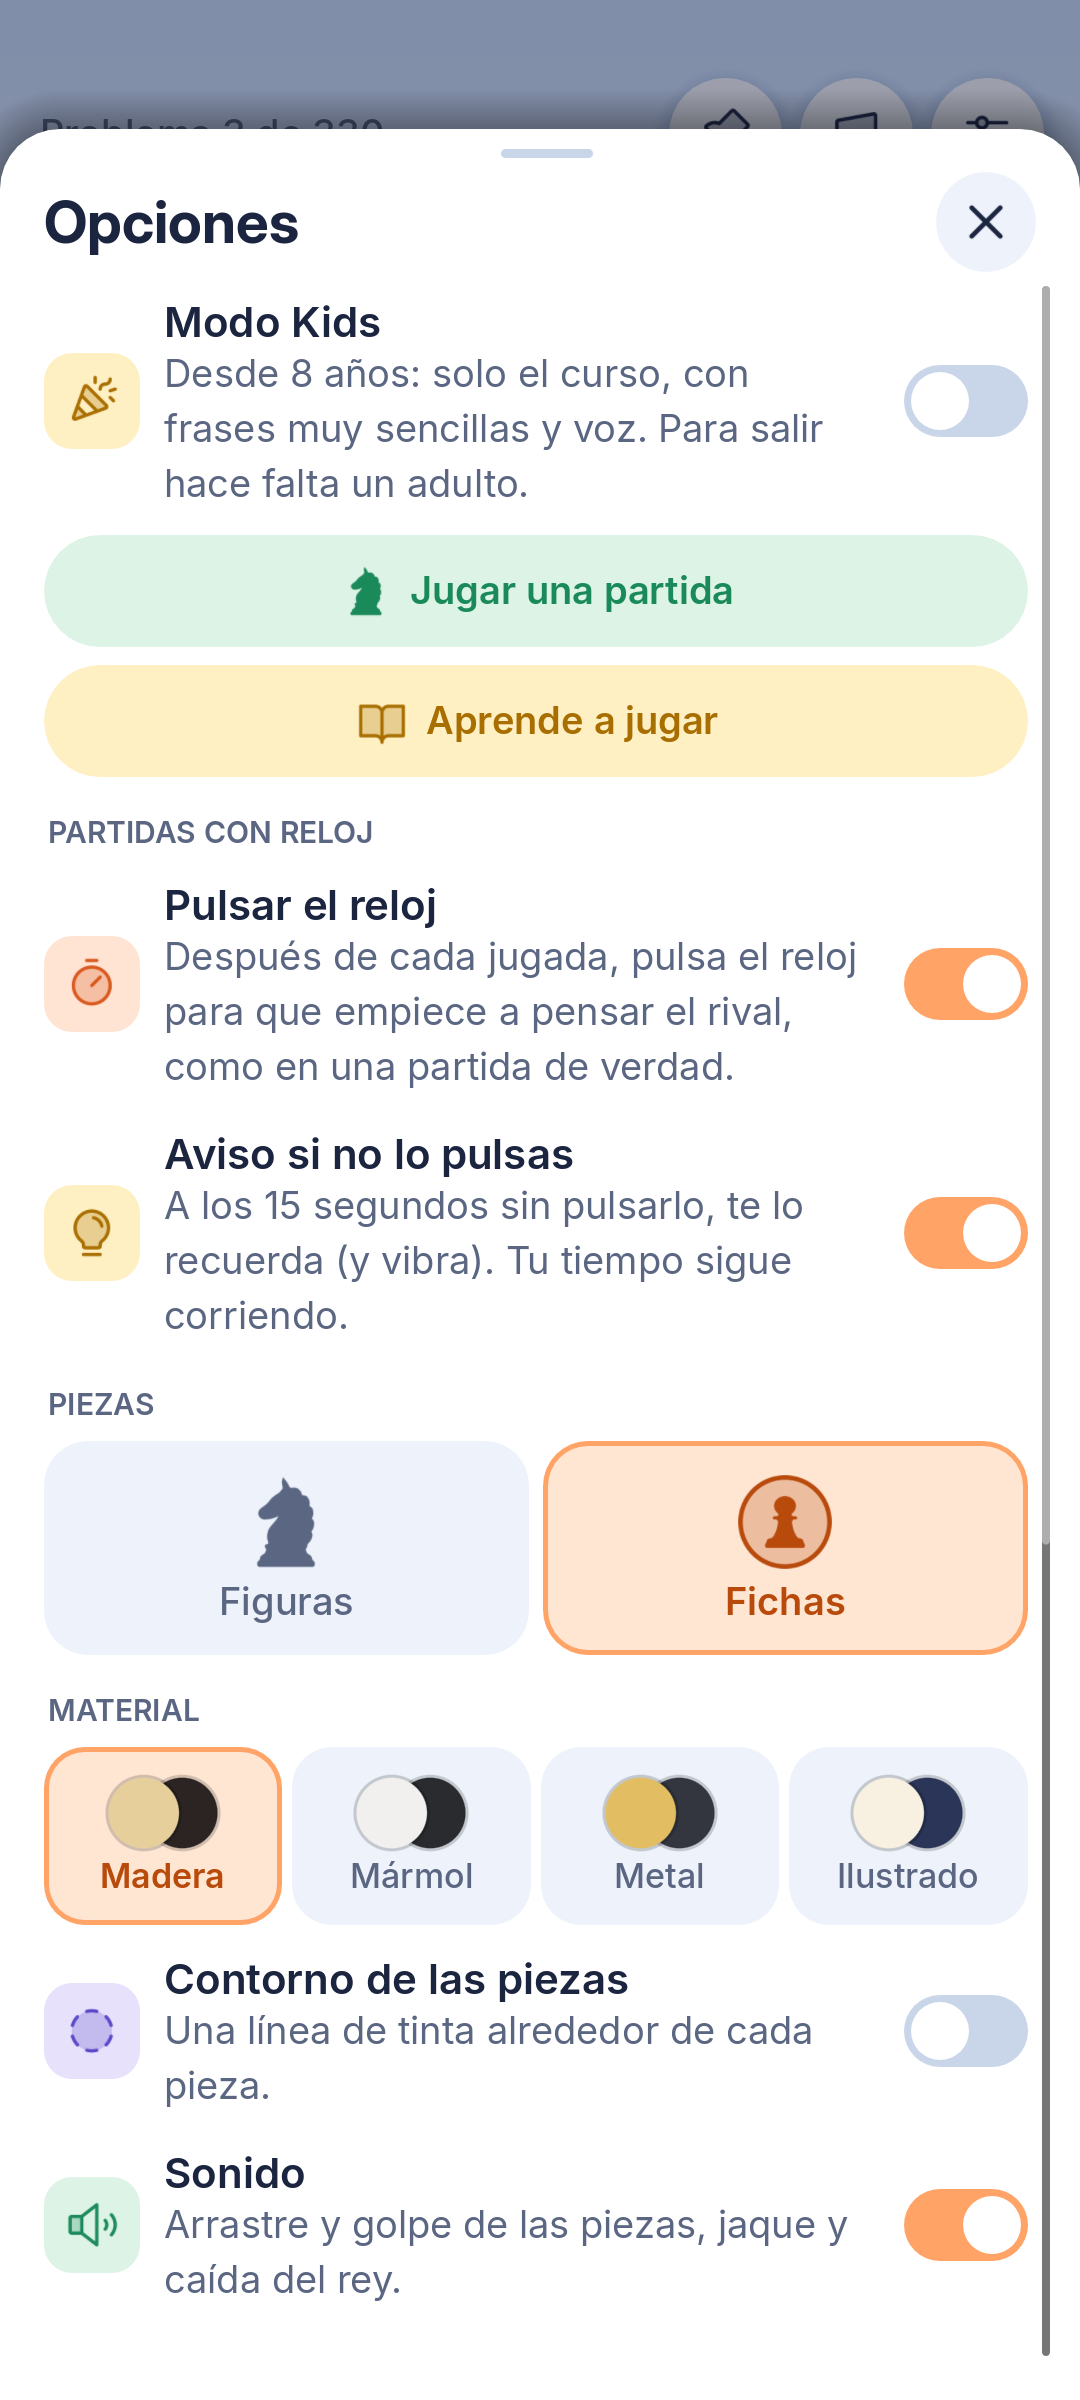 Problema 3 de 330
Opciones
Modo Kids
Desde 8 años: solo el curso, con
frases muy sencillas y voz. Para salir
hace falta un adulto.
Jugar una partida
Aprende a jugar
PARTIDAS CON RELOJ
Pulsar el reloj
Después de cada jugada, pulsa el reloj
para que empiece a pensar el rival,
como en una partida de verdad.
Aviso si no lo pulsas
A los 15 segundos sin pulsarlo, te lo
recuerda (y vibra). Tu tiempo sigue
corriendo.
PIEZAS
Figuras
Fichas
MATERIAL
Madera
Mármol
Metal
Ilustrado
Contorno de las piezas
Una línea de tinta alrededor de cada
pieza.
Sonido
Arrastre y golpe de las piezas, jaque y
caída del rey.